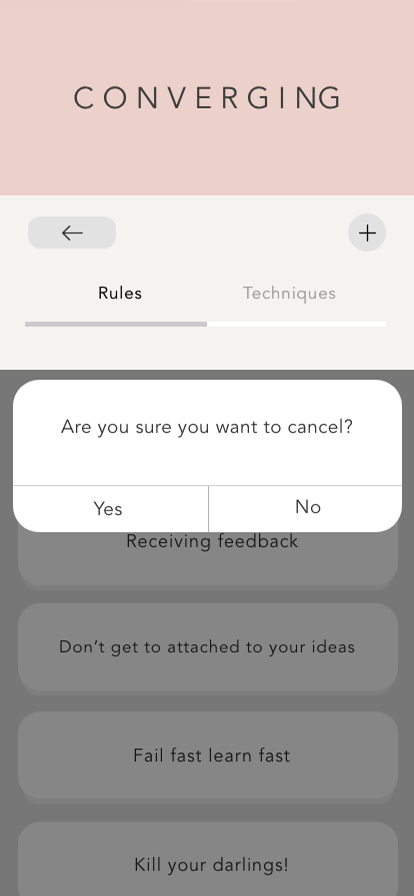 CONVERGING
Rules
Techniques
Are you sure you want to cancel?
Yes
No
Receiving feedback
Don't get to attached to your ideas
Fail fast learn fast
Kill your darlings!